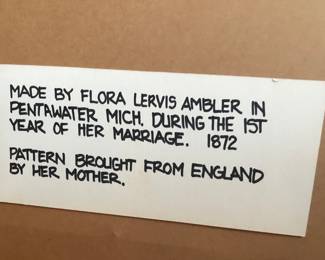 MADE BY FLORA LERVIS AMBLER IN
PENTAWATER MICH. DURING THE 1ST
YEAR OF HER MARRIAGE. 1872
PATTERN BROUGHT FROM ENGLAND
BY HER MOTHER.